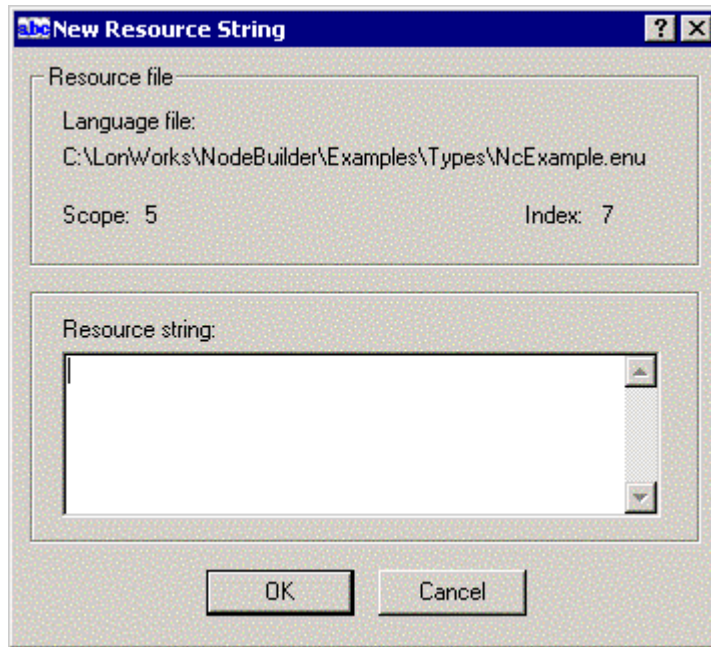 abc New Resource String ? X
Resource file
Language file:
C:\LonWorks\NodeBuilder\Examples\Types\NcExample.enu
Scope: 5 Index: 7
Resource string:
OK Cancel